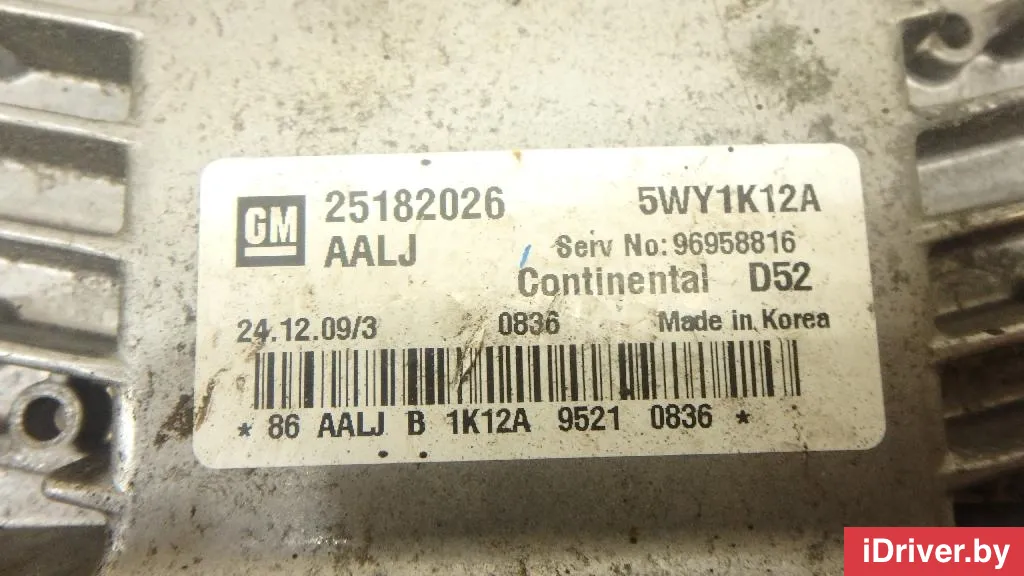 GM 25182026 5WY1K12A
AALJ Serv No: 96958816
Continental D52
24.12.09/3 0836 Made in Korea
* 86 AALJ B 1K12A 9521 0836 *
iDriver.by